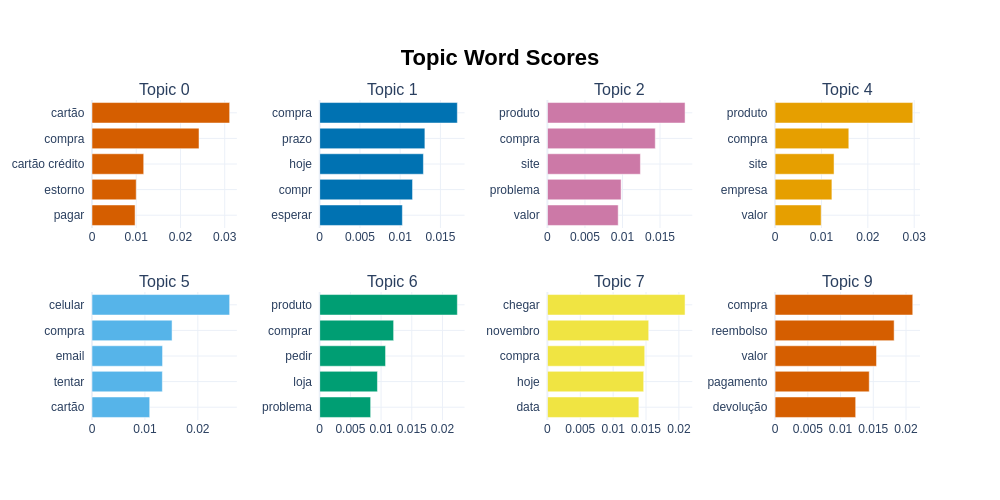 Topic Word Scores
Topic 0
cartão
compra
cartão crédito
estorno
pagar
0 0.01 0.02 0.03
Topic 1
compra
prazo
hoje
compr
esperar
0 0.005 0.01 0.015
Topic 2
produto
compra
site
problema
valor
0 0.005 0.01 0.015
Topic 4
produto
compra
site
empresa
valor
0 0.01 0.02 0.03
Topic 5
celular
compra
email
tentar
cartão
0 0.01 0.02
Topic 6
produto
comprar
pedir
loja
problema
0 0.005 0.01 0.015 0.02
Topic 7
chegar
novembro
compra
hoje
data
0 0.005 0.01 0.015 0.02
Topic 9
compra
reembolso
valor
pagamento
devolução
0 0.005 0.01 0.015 0.02